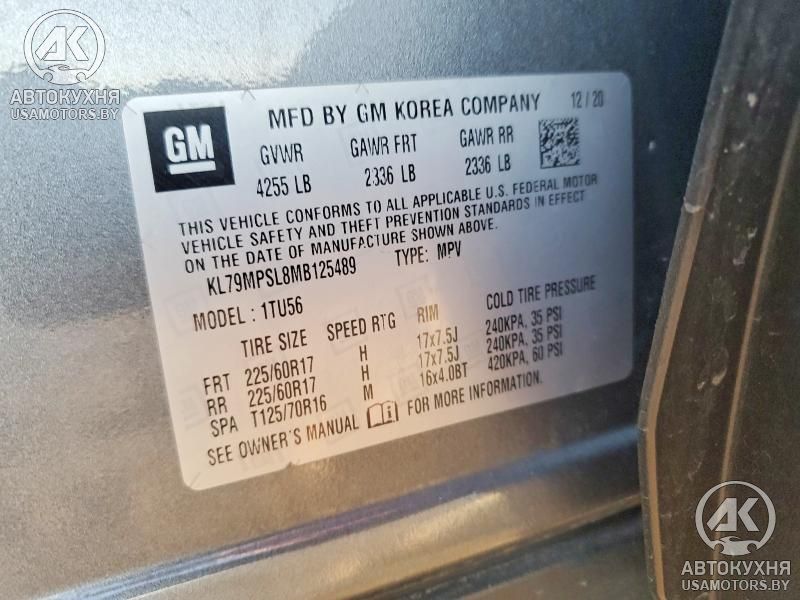 АВТОКУХНЯ
USAMOTORS.BY
GM
MFD BY GM KOREA COMPANY 12/20
GVWR GAWR FRT GAWR RR
4255 LB 2336 LB 2336 LB
THIS VEHICLE CONFORMS TO ALL APPLICABLE U.S. FEDERAL MOTOR
VEHICLE SAFETY AND THEFT PREVENTION STANDARDS IN EFFECT
ON THE DATE OF MANUFACTURE SHOWN ABOVE.
KL79MPSL8MB125489 TYPE: MPV
MODEL : 1TU56
TIRE SIZE SPEED RTG RIM COLD TIRE PRESSURE
FRT 225/60R17 H 17x7.5J 240KPA, 35 PSI
RR 225/60R17 H 17x7.5J 240KPA, 35 PSI
SPA T125/70R16 M 16x4.0BT 420KPA, 60 PSI
SEE OWNER'S MANUAL FOR MORE INFORMATION.
АВТОКУХНЯ
USAMOTORS.BY